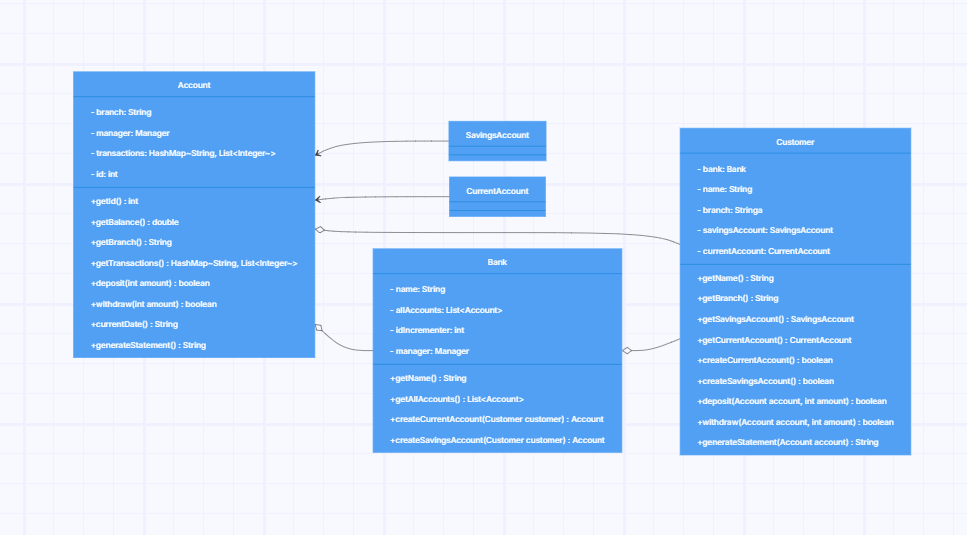 Account
- branch: String
- manager: Manager
- transactions: HashMap~String, List<Integer~>
- id: int
+getId() : int
+getBalance() : double
+getBranch() : String
+getTransactions() : HashMap~String, List<Integer~>
+deposit(int amount) : boolean
+withdraw(int amount) : boolean
+currentDate() : String
+generateStatement() : String
SavingsAccount
CurrentAccount
Bank
- name: String
- allAccounts: List<Account>
- idIncrementer: int
- manager: Manager
+getName() : String
+getAllAccounts() : List<Account>
+createCurrentAccount(Customer customer) : Account
+createSavingsAccount(Customer customer) : Account
Customer
- bank: Bank
- name: String
- branch: Stringa
- savingsAccount: SavingsAccount
- currentAccount: CurrentAccount
+getName() : String
+getBranch() : String
+getSavingsAccount() : SavingsAccount
+getCurrentAccount() : CurrentAccount
+createCurrentAccount() : boolean
+createSavingsAccount() : boolean
+deposit(Account account, int amount) : boolean
+withdraw(Account account, int amount) : boolean
+generateStatement(Account account) : String